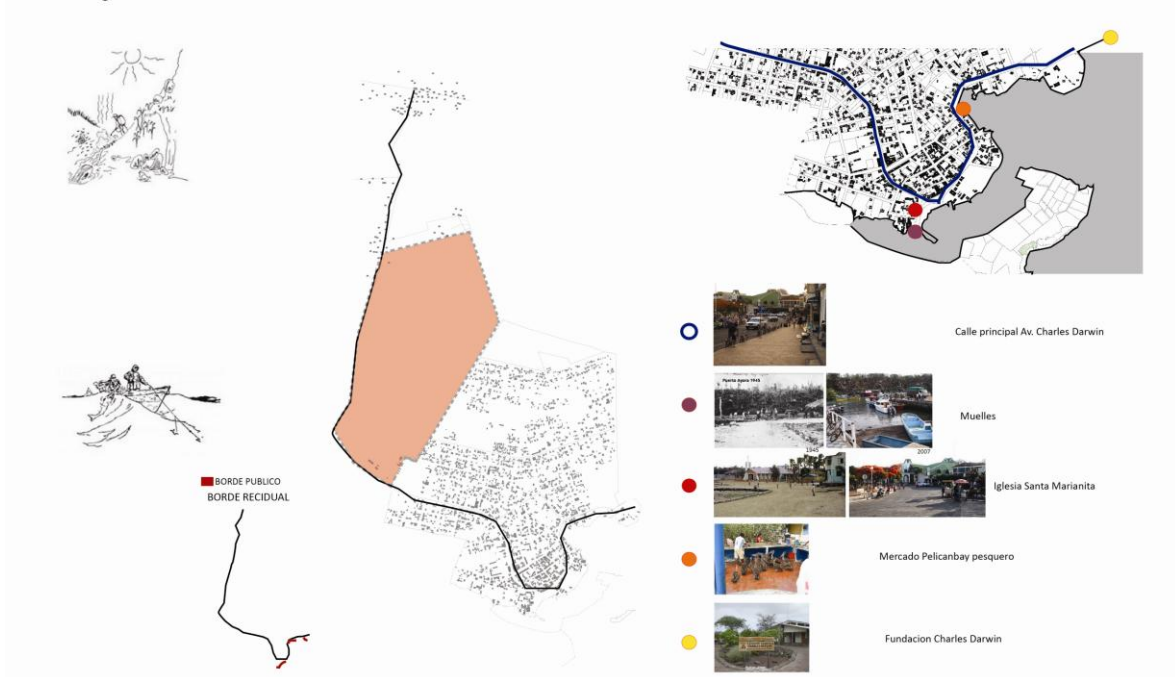 BORDE PUBLICO
BORDE RECIDUAL
Calle principal Av. Charles Darwin
Puerto Ayora 1945
1945
2007
Muelles
Iglesia Santa Marianita
Mercado Pelicanbay pesquero
Fundacion Charles Darwin